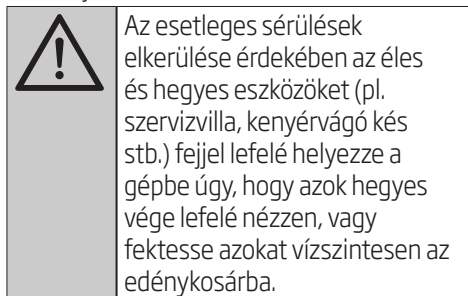 Az esetleges sérülések
elkerülése érdekében az éles
és hegyes eszközöket (pl.
szervizvilla, kenyérvágó kés
stb.) fejjel lefelé helyezze a
gépbe úgy, hogy azok hegyes
vége lefelé nézzen, vagy
fektesse azokat vízszintesen az
edénykosárba.